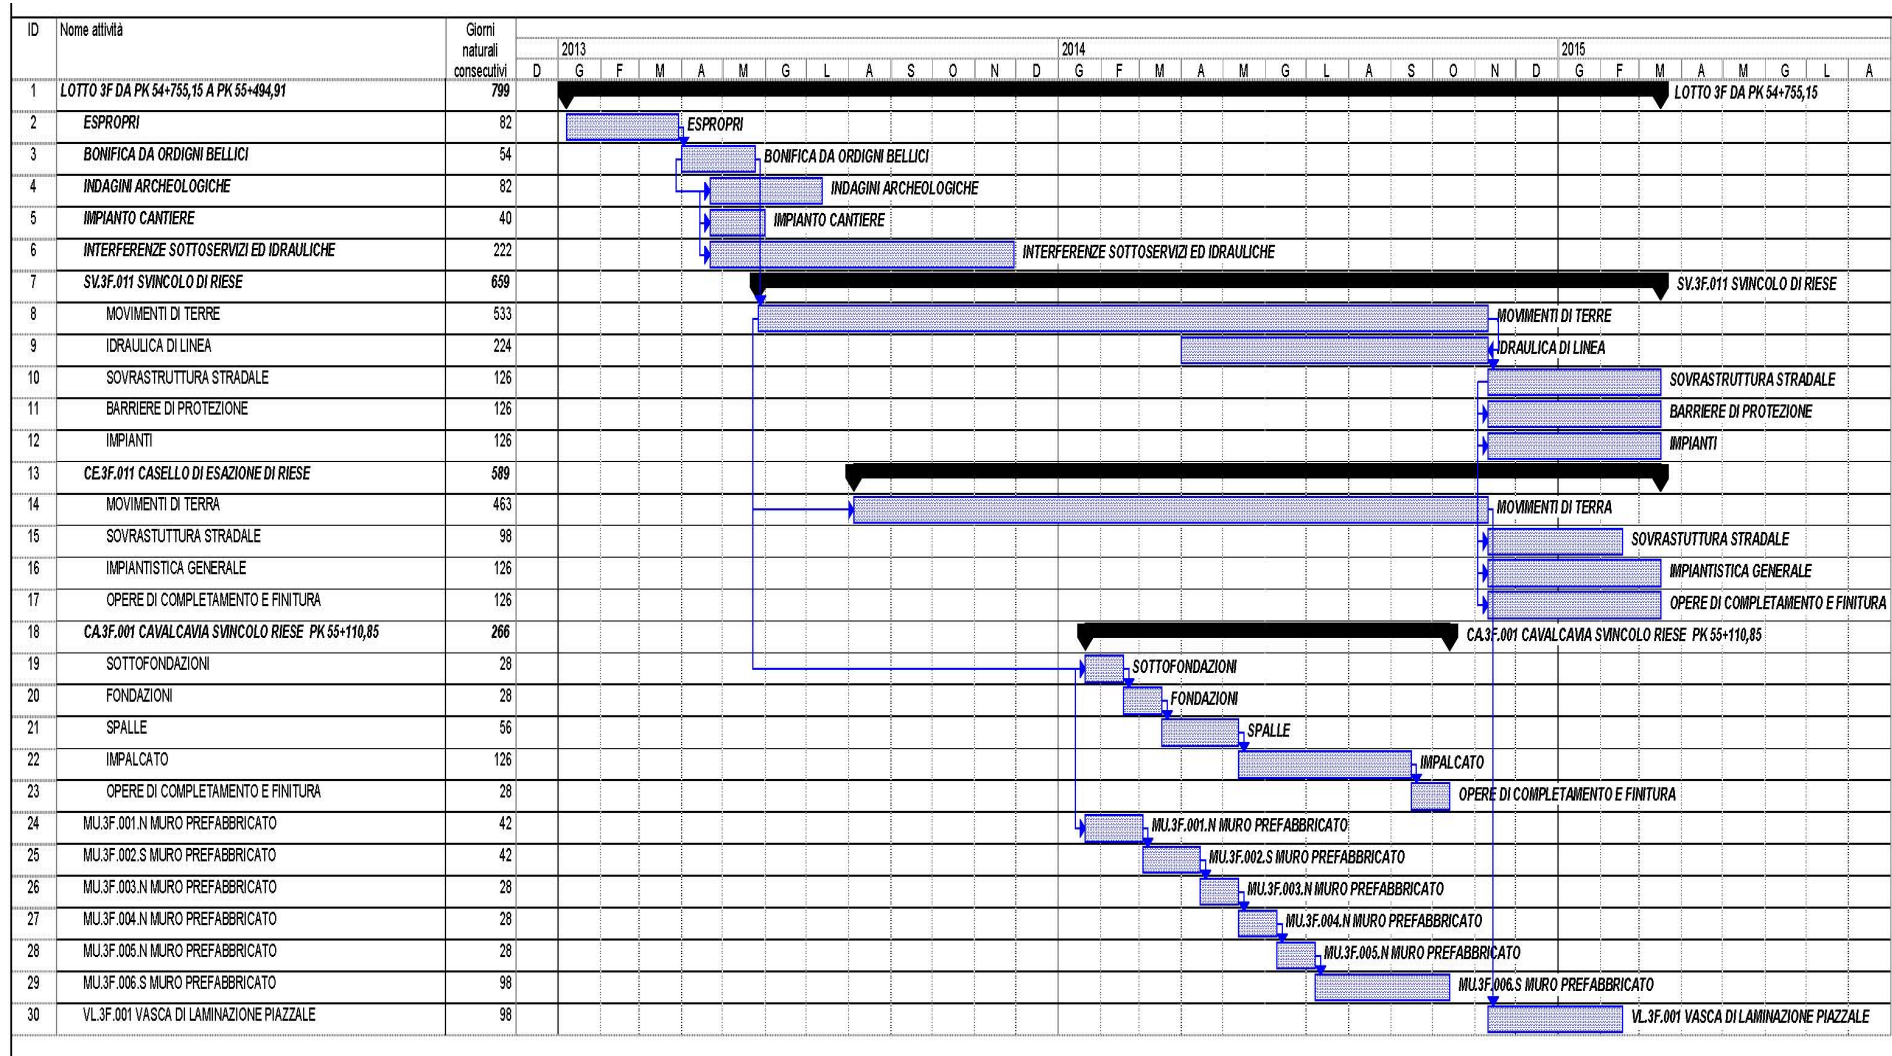 ID Nome attività Giorni naturali consecutivi
2013 2014 2015
D G F M A M G L A S O N D G F M A M G L A S O N D G F M A M G L A
1 LOTTO 3F DA PK 54+755,15 A PK 55+494,91 799 LOTTO 3F DA PK 54+755,15
2 ESPROPRI 82 ESPROPRI
3 BONIFICA DA ORDIGNI BELLICI 54 BONIFICA DA ORDIGNI BELLICI
4 INDAGINI ARCHEOLOGICHE 82 INDAGINI ARCHEOLOGICHE
5 IMPIANTO CANTIERE 40 IMPIANTO CANTIERE
6 INTERFERENZE SOTTOSERVIZI ED IDRAULICHE 222 INTERFERENZE SOTTOSERVIZI ED IDRAULICHE
7 SV.3F.011 SVINCOLO DI RIESE 659 SV.3F.011 SVINCOLO DI RIESE
8 MOVIMENTI DI TERRE 533 MOVIMENTI DI TERRE
9 IDRAULICA DI LINEA 224 IDRAULICA DI LINEA
10 SOVRASTRUTTURA STRADALE 126 SOVRASTRUTTURA STRADALE
11 BARRIERE DI PROTEZIONE 126 BARRIERE DI PROTEZIONE
12 IMPIANTI 126 IMPIANTI
13 CE.3F.011 CASELLO DI ESAZIONE DI RIESE 589
14 MOVIMENTI DI TERRA 463 MOVIMENTI DI TERRA
15 SOVRASTUTTURA STRADALE 98 SOVRASTUTTURA STRADALE
16 IMPIANTISTICA GENERALE 126 IMPIANTISTICA GENERALE
17 OPERE DI COMPLETAMENTO E FINITURA 126 OPERE DI COMPLETAMENTO E FINITURA
18 CA.3F.001 CAVALCAVIA SVINCOLO RIESE PK 55+110,85 266 CA.3F.001 CAVALCAVIA SVINCOLO RIESE PK 55+110,85
19 SOTTOFONDAZIONI 28 SOTTOFONDAZIONI
20 FONDAZIONI 28 FONDAZIONI
21 SPALLE 56 SPALLE
22 IMPALCATO 126 IMPALCATO
23 OPERE DI COMPLETAMENTO E FINITURA 28 OPERE DI COMPLETAMENTO E FINITURA
24 MU.3F.001.N MURO PREFABBRICATO 42 MU.3F.001.N MURO PREFABBRICATO
25 MU.3F.002.S MURO PREFABBRICATO 42 MU.3F.002.S MURO PREFABBRICATO
26 MU.3F.003.N MURO PREFABBRICATO 28 MU.3F.003.N MURO PREFABBRICATO
27 MU.3F.004.N MURO PREFABBRICATO 28 MU.3F.004.N MURO PREFABBRICATO
28 MU.3F.005.N MURO PREFABBRICATO 28 MU.3F.005.N MURO PREFABBRICATO
29 MU.3F.006.S MURO PREFABBRICATO 98 MU.3F.006.S MURO PREFABBRICATO
30 VL.3F.001 VASCA DI LAMINAZIONE PIAZZALE 98 VL.3F.001 VASCA DI LAMINAZIONE PIAZZALE